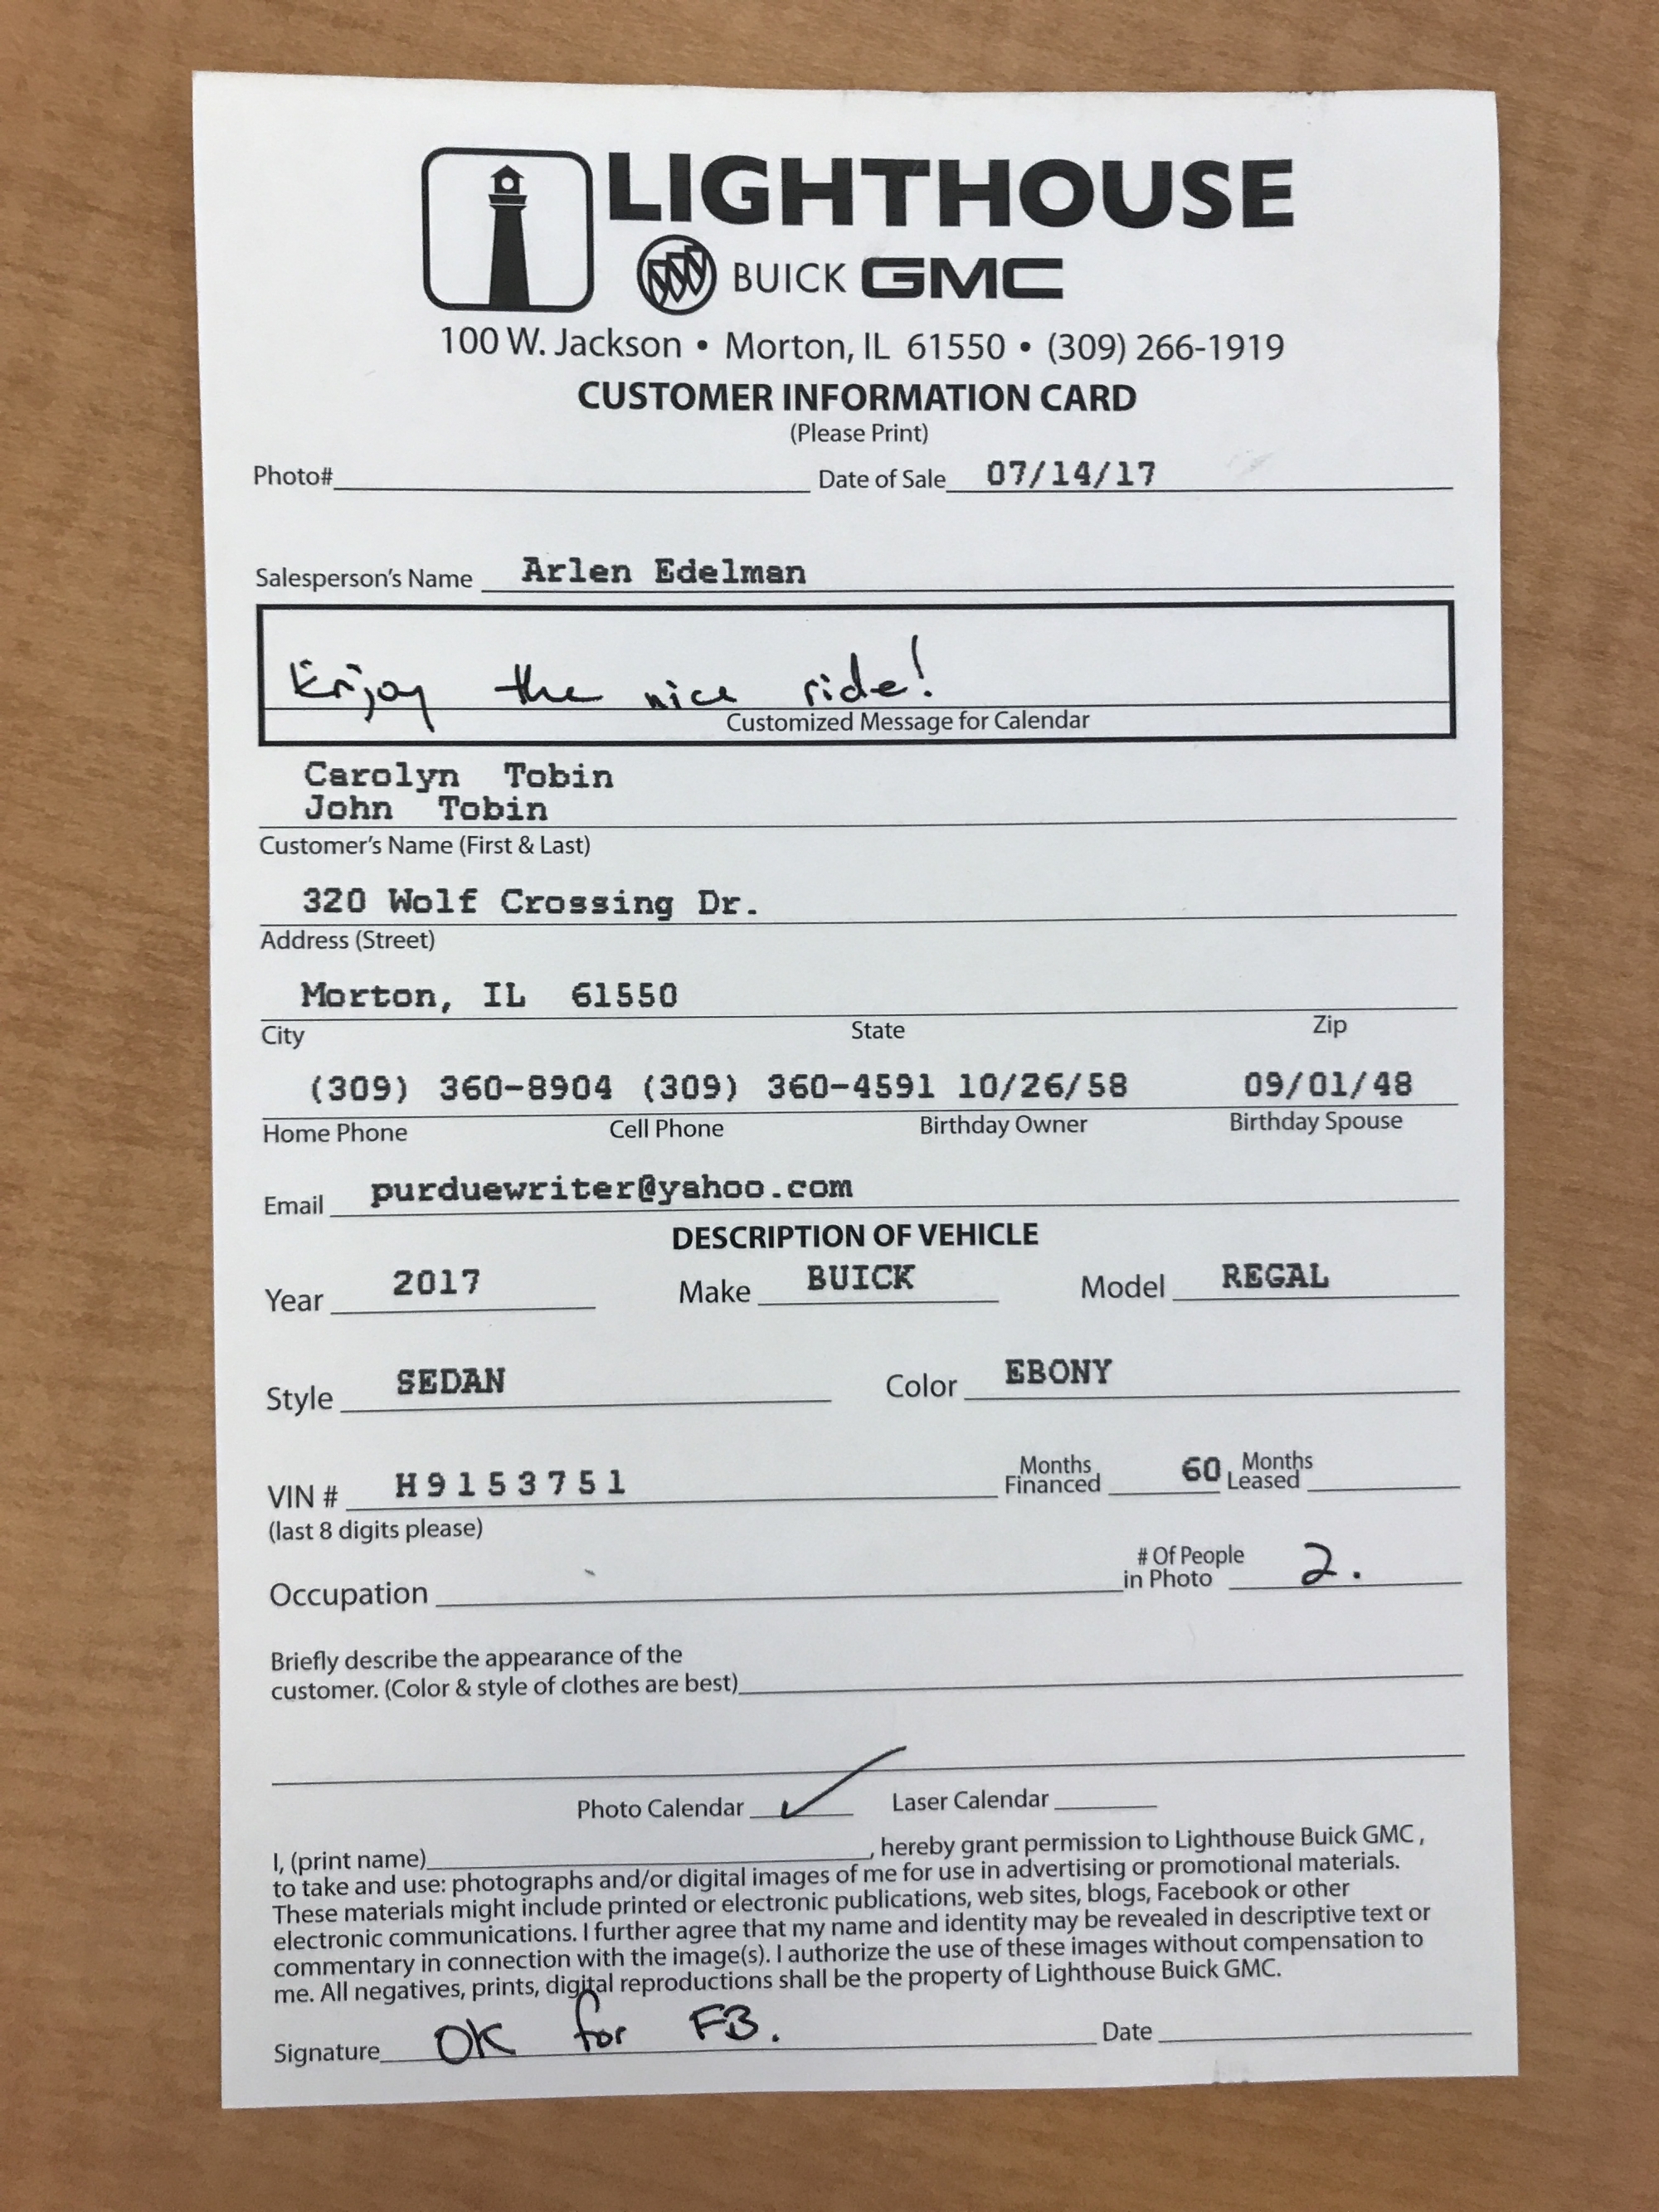 LIGHTHOUSE
BUICK GMC
100 W. Jackson • Morton, IL 61550 • (309) 266-1919
CUSTOMER INFORMATION CARD
(Please Print)
Photo# Date of Sale 07/14/17
Salesperson's Name Arlen Edelman
Enjoy the nice ride!
Customized Message for Calendar
Carolyn Tobin
John Tobin
Customer's Name (First & Last)
320 Wolf Crossing Dr.
Address (Street)
Morton, IL 61550
City State Zip
(309) 360-8904 (309) 360-4591 10/26/58 09/01/48
Home Phone Cell Phone Birthday Owner Birthday Spouse
Email purduewriter@yahoo.com
DESCRIPTION OF VEHICLE
Year 2017 Make BUICK Model REGAL
Style SEDAN Color EBONY
VIN # H9153751 Months Financed 60 Months Leased
(last 8 digits please)
Occupation # Of People in Photo 2.
Briefly describe the appearance of the
customer. (Color & style of clothes are best)
Photo Calendar ✓ Laser Calendar
I, (print name) , hereby grant permission to Lighthouse Buick GMC ,
to take and use: photographs and/or digital images of me for use in advertising or promotional materials.
These materials might include printed or electronic publications, web sites, blogs, Facebook or other
electronic communications. I further agree that my name and identity may be revealed in descriptive text or
commentary in connection with the image(s). I authorize the use of these images without compensation to
me. All negatives, prints, digital reproductions shall be the property of Lighthouse Buick GMC.
Signature OK for FB. Date